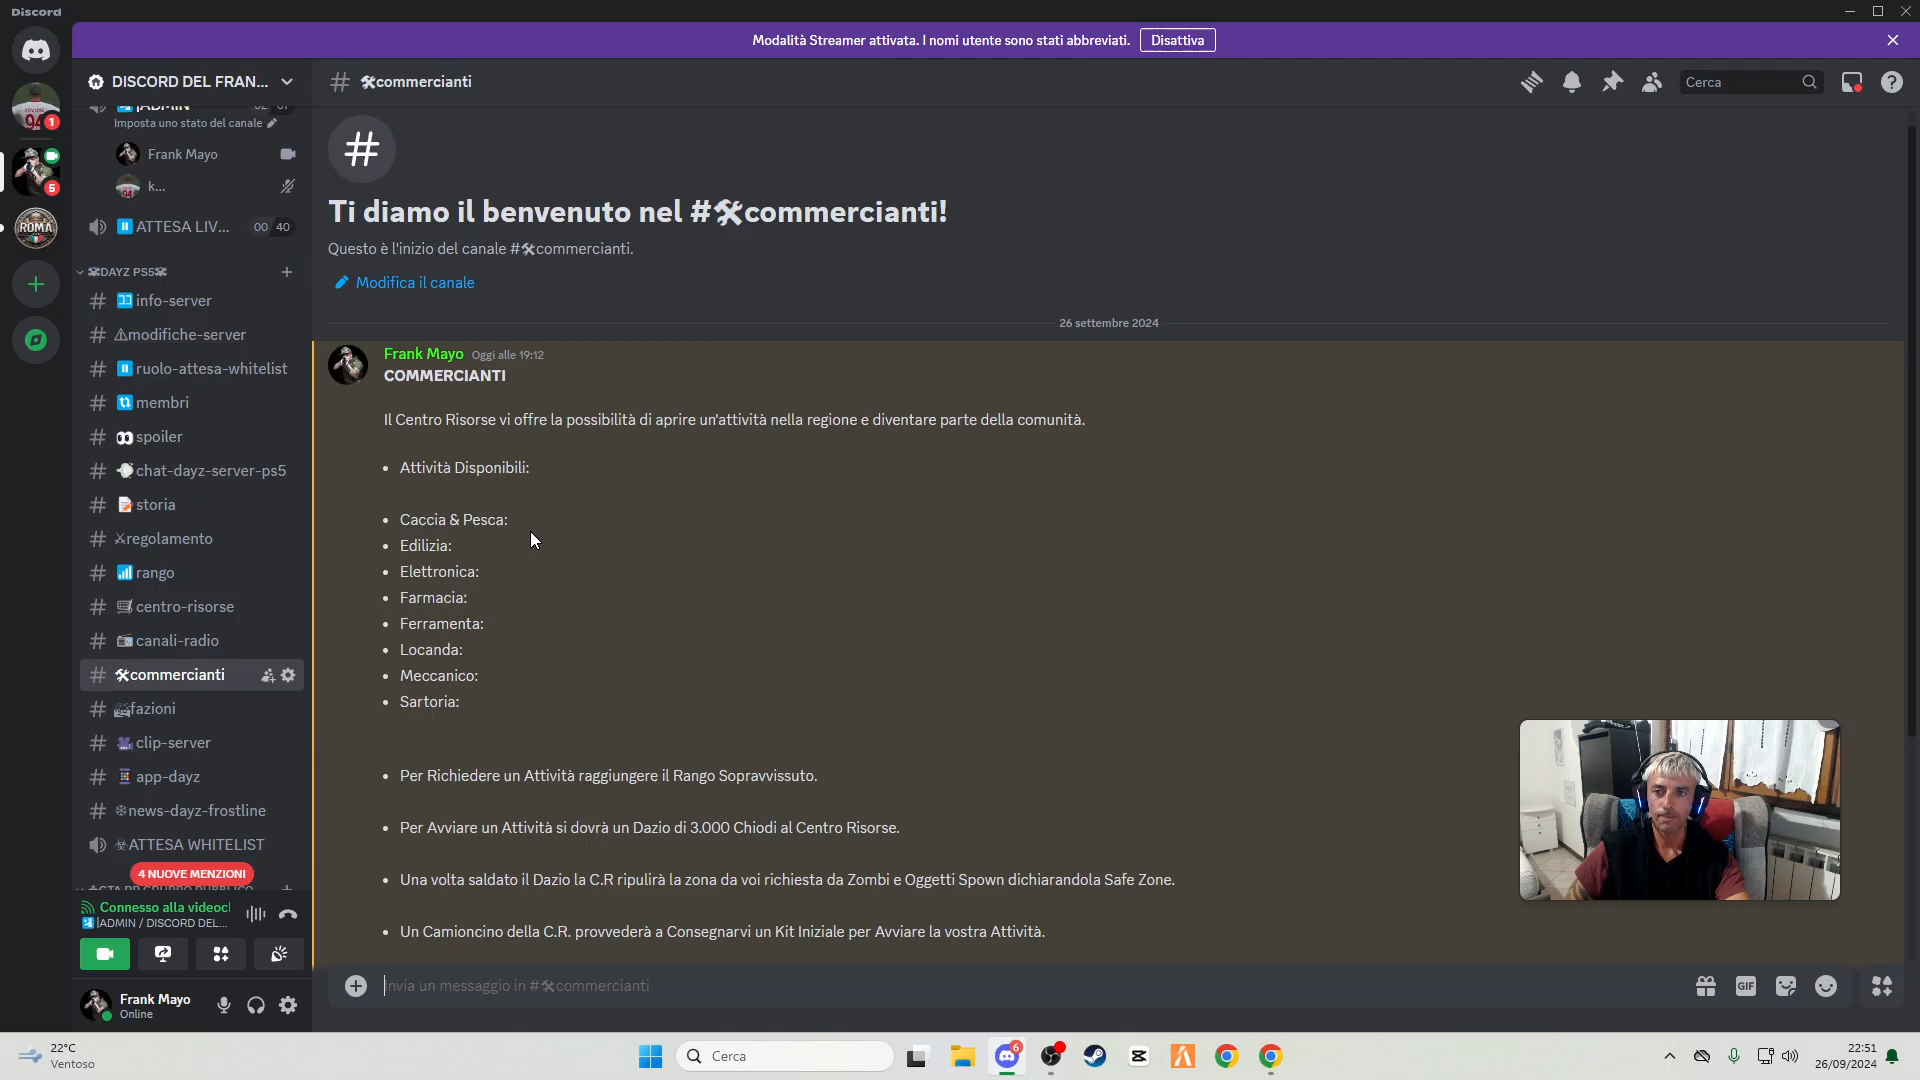 Discord
Modalità Streamer attivata. I nomi utente sono stati abbreviati.
Disattiva
DISCORD DEL FRAN...
commercianti
Cerca
1
5
ROMA
|ADMIN
Imposta uno stato del canale
Frank Mayo
k...
ATTESA LIV...
00 40
DAYZ PS5
info-server
modifiche-server
ruolo-attesa-whitelist
membri
spoiler
chat-dayz-server-ps5
storia
regolamento
rango
centro-risorse
canali-radio
commercianti
fazioni
clip-server
app-dayz
news-dayz-frostline
ATTESA WHITELIST
4 NUOVE MENZIONI
Connesso alla videoc
|ADMIN / DISCORD DEL...
Frank Mayo
Online
Ti diamo il benvenuto nel #🛠commercianti!
Questo è l'inizio del canale #🛠commercianti.
Modifica il canale
26 settembre 2024
Frank Mayo Oggi alle 19:12
COMMERCIANTI
Il Centro Risorse vi offre la possibilità di aprire un'attività nella regione e diventare parte della comunità.
• Attività Disponibili:
• Caccia & Pesca:
• Edilizia:
• Elettronica:
• Farmacia:
• Ferramenta:
• Locanda:
• Meccanico:
• Sartoria:
• Per Richiedere un Attività raggiungere il Rango Sopravvissuto.
• Per Avviare un Attività si dovrà un Dazio di 3.000 Chiodi al Centro Risorse.
• Una volta saldato il Dazio la C.R ripulirà la zona da voi richiesta da Zombi e Oggetti Spown dichiarandola Safe Zone.
• Un Camioncino della C.R. provvederà a Consegnarvi un Kit Iniziale per Avviare la vostra Attività.
Invia un messaggio in #🛠commercianti
GIF
22°C
Ventoso
Cerca
6
22:51
26/09/2024